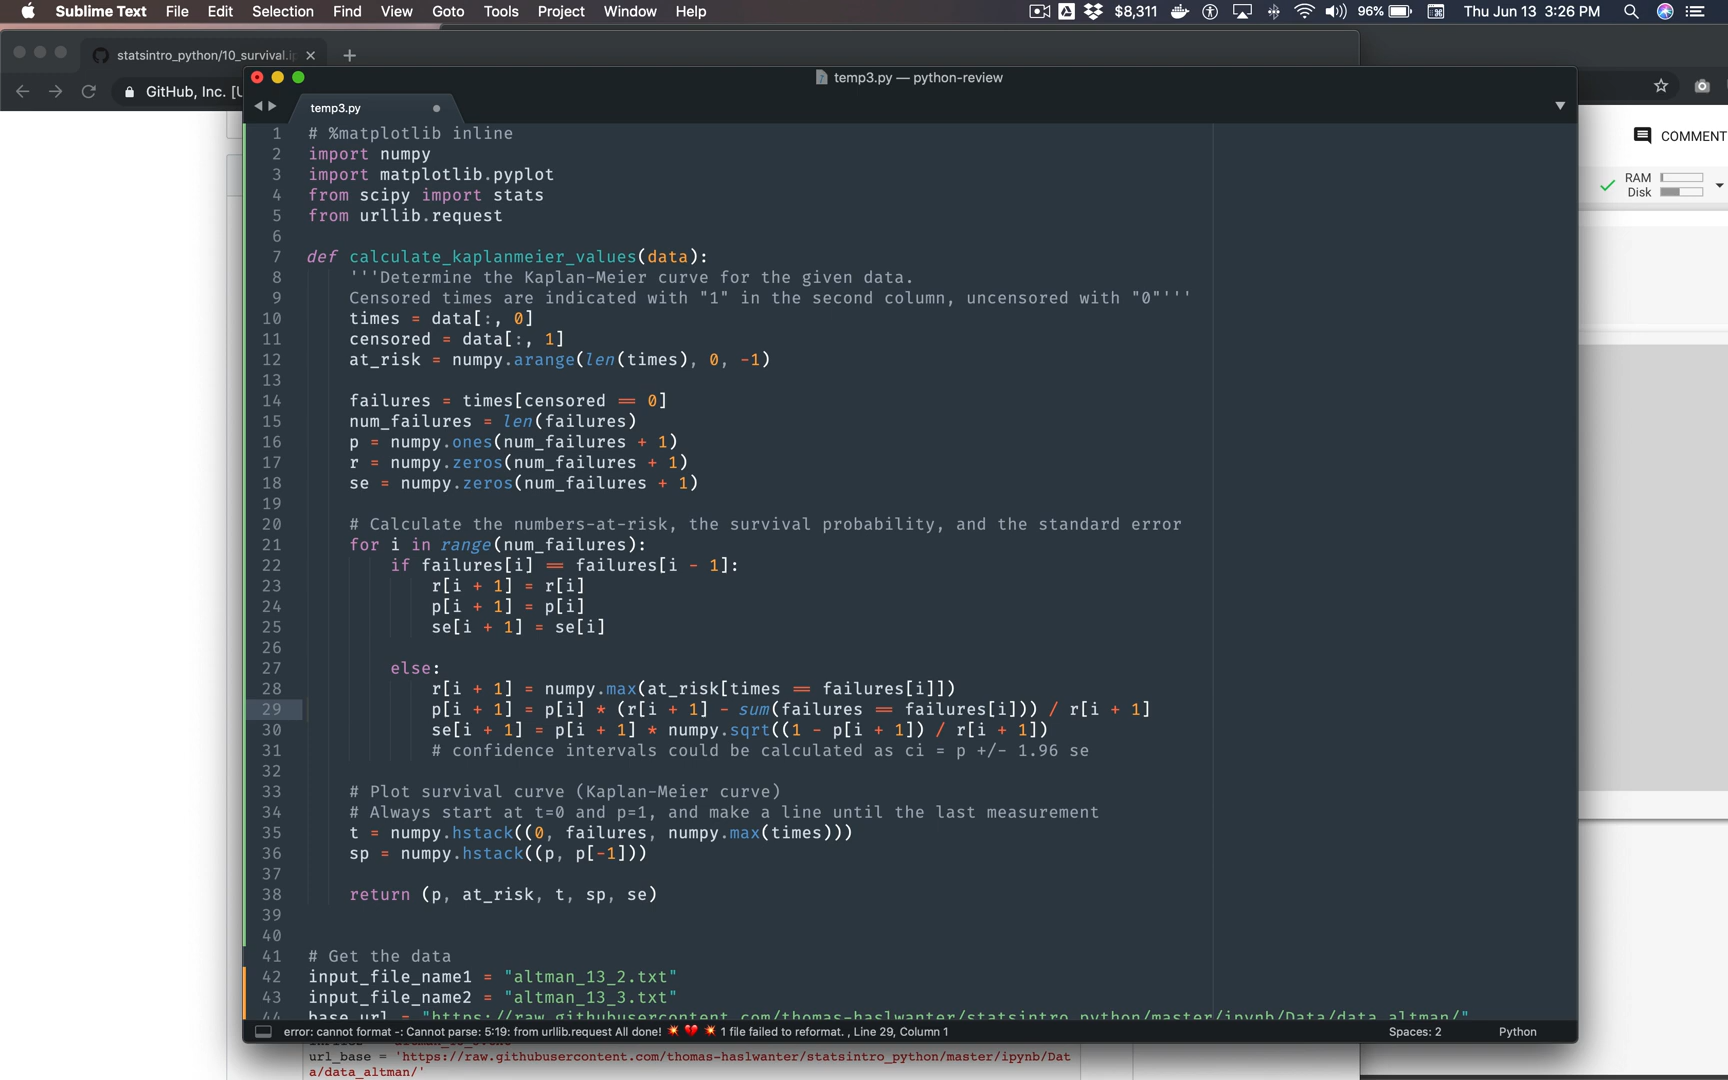 Sublime Text File Edit Selection Find View Goto Tools Project Window Help $8,311 96% Thu Jun 13 3:26 PM
statsintro_python/10_survival.i
GitHub, Inc. [U
temp3.py — python-review
temp3.py
COMMENT
RAM
Disk
1 # %matplotlib inline
2 import numpy
3 import matplotlib.pyplot
4 from scipy import stats
5 from urllib.request
6
7 def calculate_kaplanmeier_values(data):
8 '''Determine the Kaplan-Meier curve for the given data.
9 Censored times are indicated with "1" in the second column, uncensored with "0"'''
10 times = data[:, 0]
11 censored = data[:, 1]
12 at_risk = numpy.arange(len(times), 0, -1)
13
14 failures = times[censored == 0]
15 num_failures = len(failures)
16 p = numpy.ones(num_failures + 1)
17 r = numpy.zeros(num_failures + 1)
18 se = numpy.zeros(num_failures + 1)
19
20 # Calculate the numbers-at-risk, the survival probability, and the standard error
21 for i in range(num_failures):
22 if failures[i] == failures[i - 1]:
23 r[i + 1] = r[i]
24 p[i + 1] = p[i]
25 se[i + 1] = se[i]
26
27 else:
28 r[i + 1] = numpy.max(at_risk[times == failures[i]])
29 p[i + 1] = p[i] * (r[i + 1] - sum(failures == failures[i])) / r[i + 1]
30 se[i + 1] = p[i + 1] * numpy.sqrt((1 - p[i + 1]) / r[i + 1])
31 # confidence intervals could be calculated as ci = p +/- 1.96 se
32
33 # Plot survival curve (Kaplan-Meier curve)
34 # Always start at t=0 and p=1, and make a line until the last measurement
35 t = numpy.hstack((0, failures, numpy.max(times)))
36 sp = numpy.hstack((p, p[-1]))
37
38 return (p, at_risk, t, sp, se)
39
40
41 # Get the data
42 input_file_name1 = "altman_13_2.txt"
43 input_file_name2 = "altman_13_3.txt"
44 base_url = "https://raw.githubusercontent.com/thomas-haslwanter/statsintro_python/master/ipynb/Data/data_altman/"
error: cannot format -: Cannot parse: 5:19: from urllib.request All done! 💥 💔 💥 1 file failed to reformat. , Line 29, Column 1 Spaces: 2 Python
url_base = 'https://raw.githubusercontent.com/thomas-haslwanter/statsintro_python/master/ipynb/Dat
a/data_altman/'